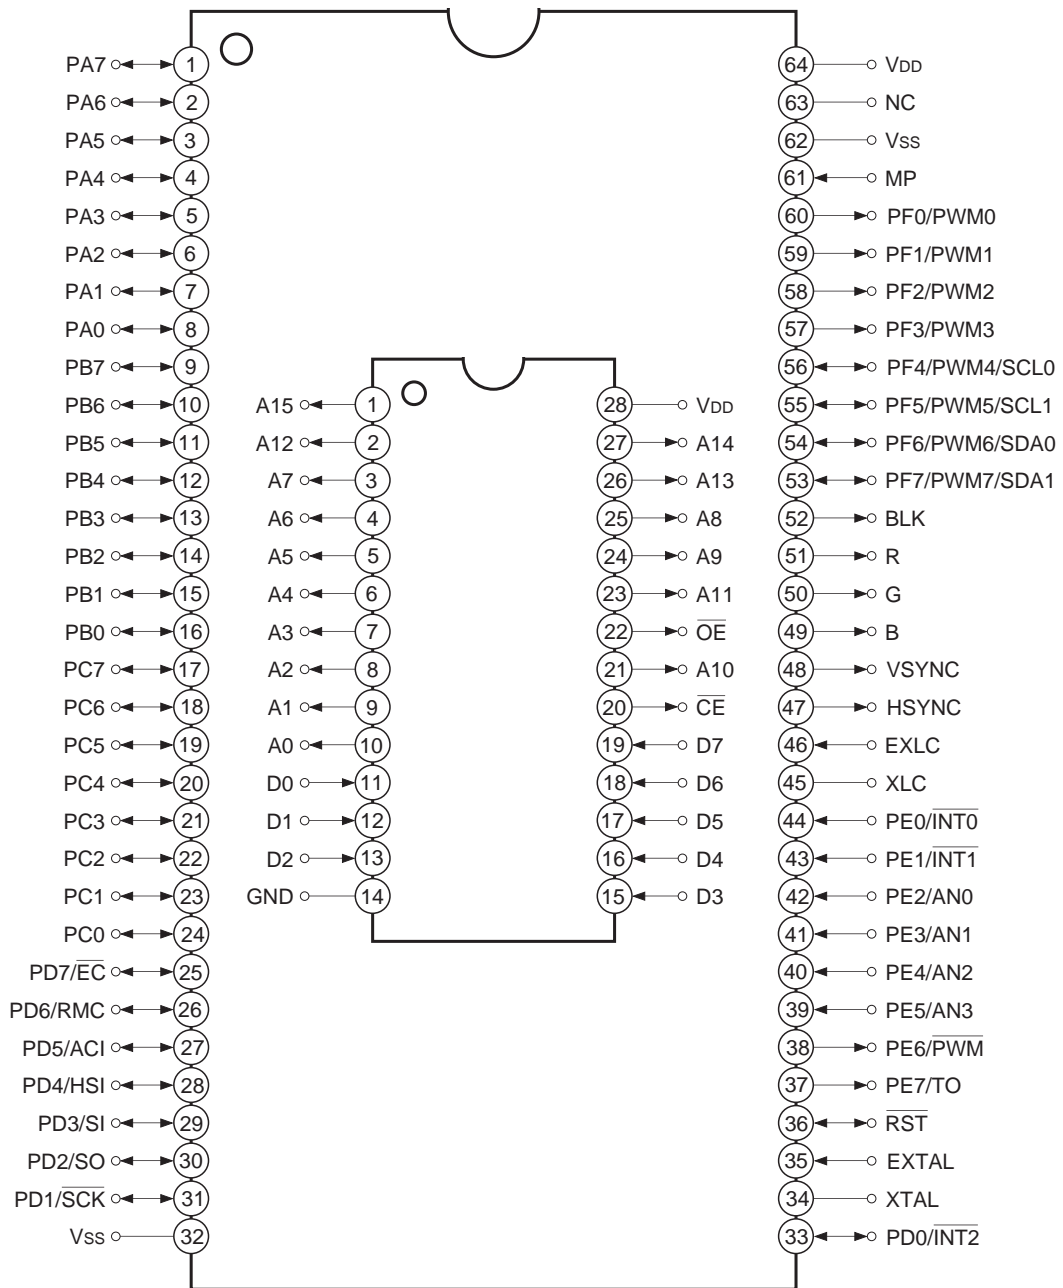 PA7 1 64 VDD
PA6 2 63 NC
PA5 3 62 Vss
PA4 4 61 MP
PA3 5 60 PF0/PWM0
PA2 6 59 PF1/PWM1
PA1 7 58 PF2/PWM2
PA0 8 57 PF3/PWM3
PB7 9 56 PF4/PWM4/SCL0
PB6 10 A15 1 28 VDD 55 PF5/PWM5/SCL1
PB5 11 A12 2 27 A14 54 PF6/PWM6/SDA0
PB4 12 A7 3 26 A13 53 PF7/PWM7/SDA1
PB3 13 A6 4 25 A8 52 BLK
PB2 14 A5 5 24 A9 51 R
PB1 15 A4 6 23 A11 50 G
PB0 16 A3 7 22 O̅E̅ 49 B
PC7 17 A2 8 21 A10 48 VSYNC
PC6 18 A1 9 20 C̅E̅ 47 HSYNC
PC5 19 A0 10 19 D7 46 EXLC
PC4 20 D0 11 18 D6 45 XLC
PC3 21 D1 12 17 D5 44 PE0/I̅N̅T̅0̅
PC2 22 D2 13 16 D4 43 PE1/I̅N̅T̅1̅
PC1 23 GND 14 15 D3 42 PE2/AN0
PC0 24 41 PE3/AN1
PD7/E̅C̅ 25 40 PE4/AN2
PD6/RMC 26 39 PE5/AN3
PD5/ACI 27 38 PE6/P̅W̅M̅
PD4/HSI 28 37 PE7/TO
PD3/SI 29 36 R̅S̅T̅
PD2/SO 30 35 EXTAL
PD1/S̅C̅K̅ 31 34 XTAL
Vss 32 33 PD0/I̅N̅T̅2̅